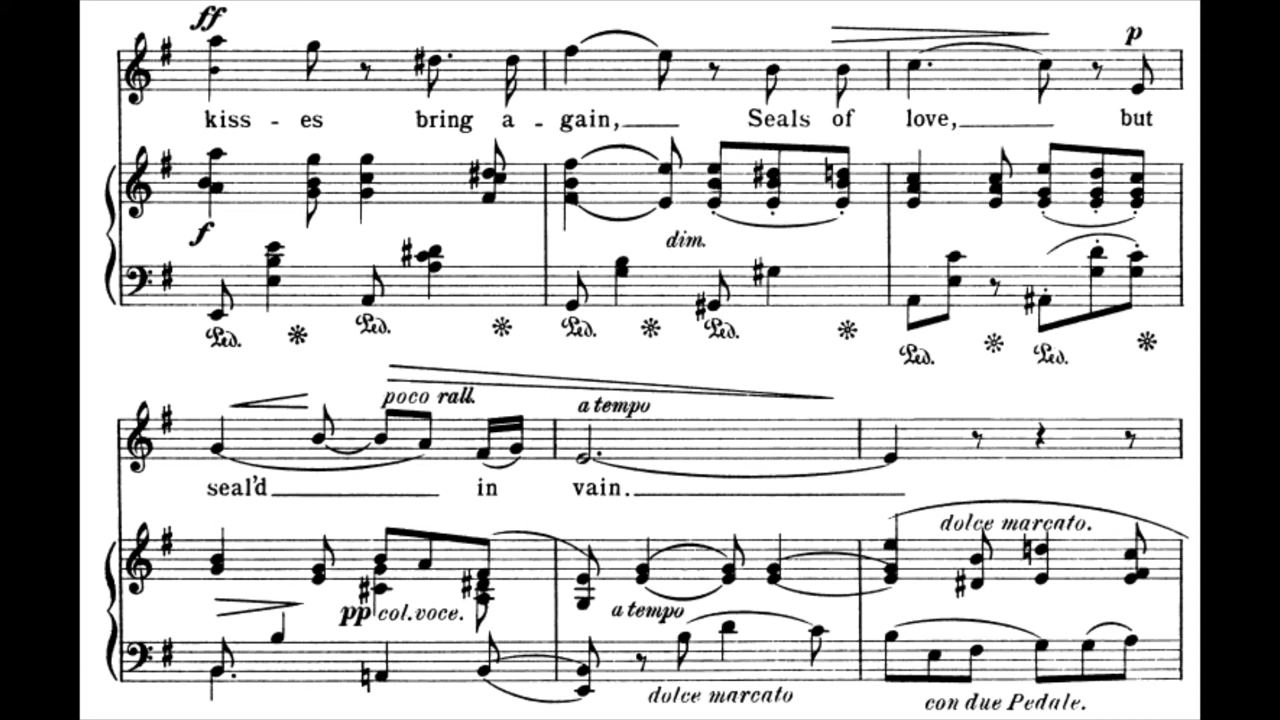 ff
p
kiss - es bring a - gain, Seals of love, but
f
dim.
Ped. * Ped. * Ped. * Ped. * Ped. * Ped. *
poco rall.
a tempo
seal'd in vain.
dolce marcato.
pp col. voce.
a tempo
dolce marcato
con due Pedale.